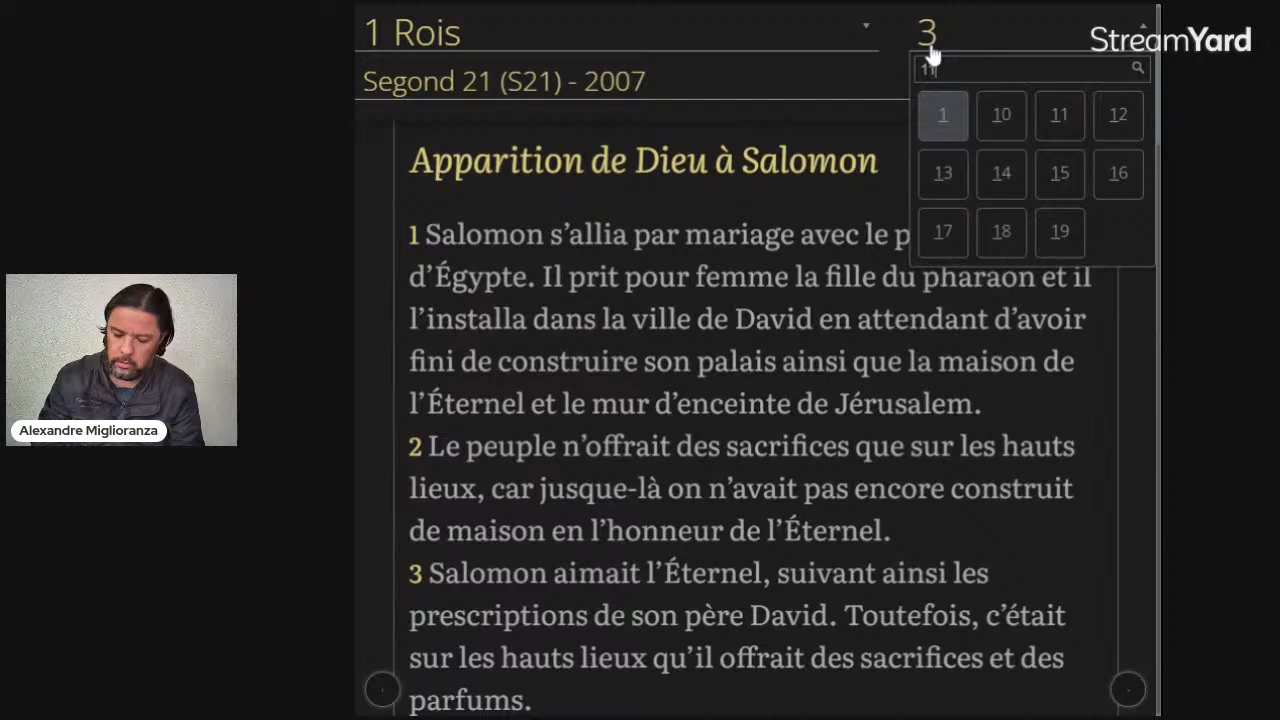 1 Rois
3
StreamYard
Segond 21 (S21) - 2007
11
1 10 11 12
13 14 15 16
17 18 19
Apparition de Dieu à Salomon
1 Salomon s’allia par mariage avec le p
d’Égypte. Il prit pour femme la fille du pharaon et il
l’installa dans la ville de David en attendant d’avoir
fini de construire son palais ainsi que la maison de
l’Éternel et le mur d’enceinte de Jérusalem.
2 Le peuple n’offrait des sacrifices que sur les hauts
lieux, car jusque-là on n’avait pas encore construit
de maison en l’honneur de l’Éternel.
3 Salomon aimait l’Éternel, suivant ainsi les
prescriptions de son père David. Toutefois, c’était
sur les hauts lieux qu’il offrait des sacrifices et des
parfums.
Alexandre Miglioranza